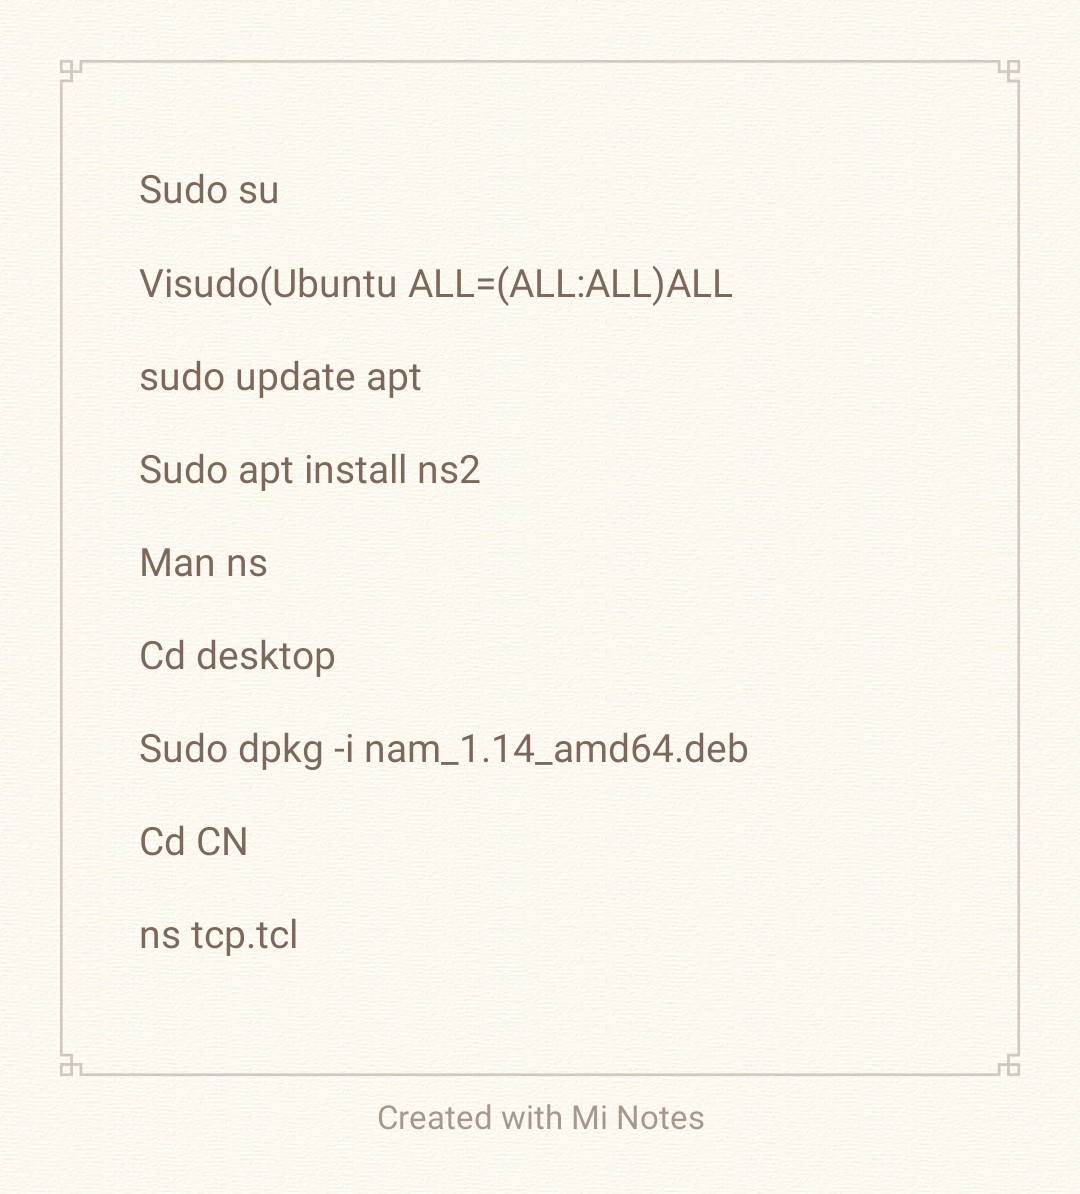 Sudo su
Visudo(Ubuntu ALL=(ALL:ALL)ALL
sudo update apt
Sudo apt install ns2
Man ns
Cd desktop
Sudo dpkg -i nam_1.14_amd64.deb
Cd CN
ns tcp.tcl
Created with Mi Notes